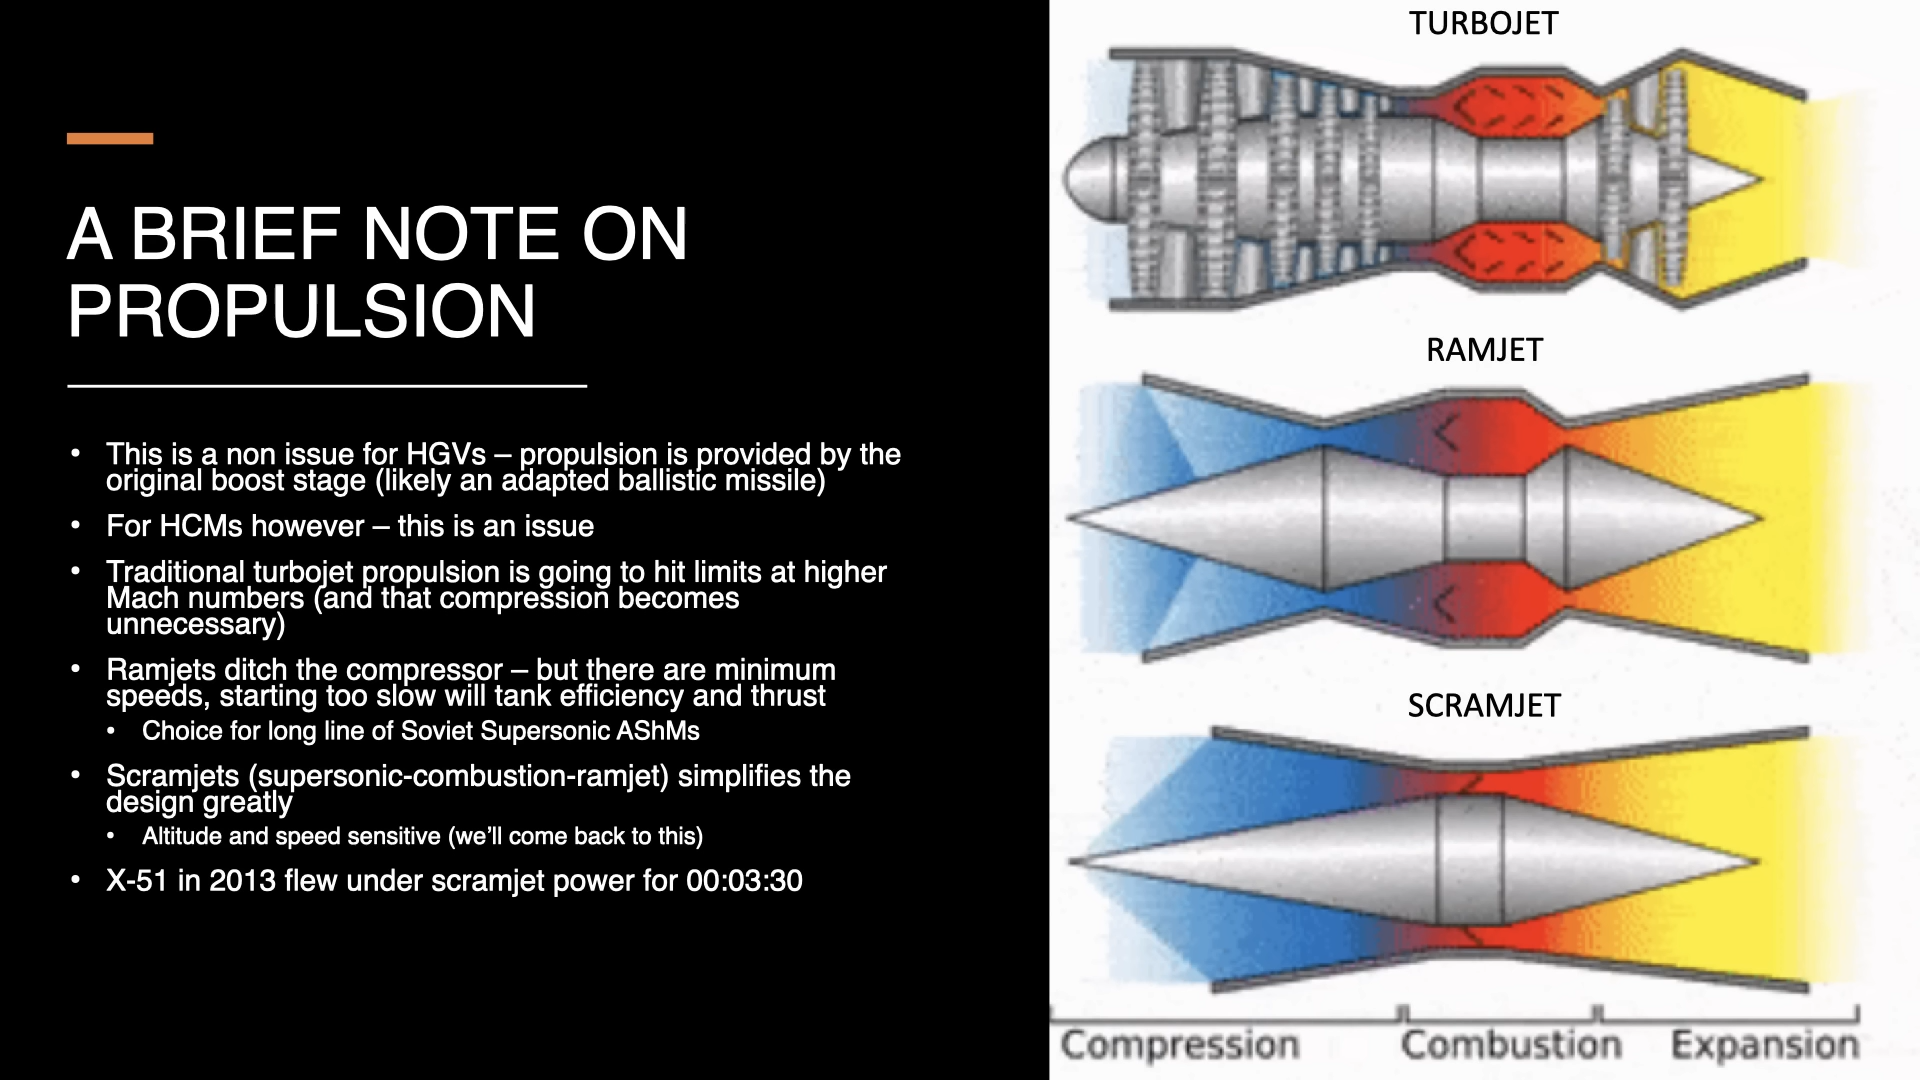 A BRIEF NOTE ON
PROPULSION
• This is a non issue for HGVs – propulsion is provided by the
original boost stage (likely an adapted ballistic missile)
• For HCMs however – this is an issue
• Traditional turbojet propulsion is going to hit limits at higher
Mach numbers (and that compression becomes
unnecessary)
• Ramjets ditch the compressor – but there are minimum
speeds, starting too slow will tank efficiency and thrust
• Choice for long line of Soviet Supersonic AShMs
• Scramjets (supersonic-combustion-ramjet) simplifies the
design greatly
• Altitude and speed sensitive (we’ll come back to this)
• X-51 in 2013 flew under scramjet power for 00:03:30
TURBOJET
RAMJET
SCRAMJET
Compression Combustion Expansion